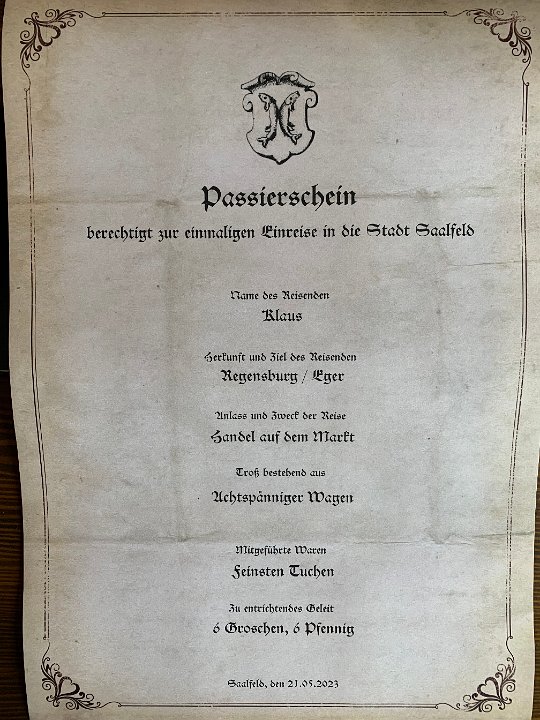 Passierschein
berechtigt zur einmaligen Einreise in die Stadt Saalfeld
Name des Reisenden
Klaus
Herkunft und Ziel des Reisenden
Regensburg / Eger
Anlass und Zweck der Reise
Handel auf dem Markt
Troß bestehend aus
Achtspänniger Wagen
Mitgeführte Waren
Feinsten Tuchen
Zu entrichtendes Geleit
6 Groschen, 6 Pfennig
Saalfeld, den 21.05.2023